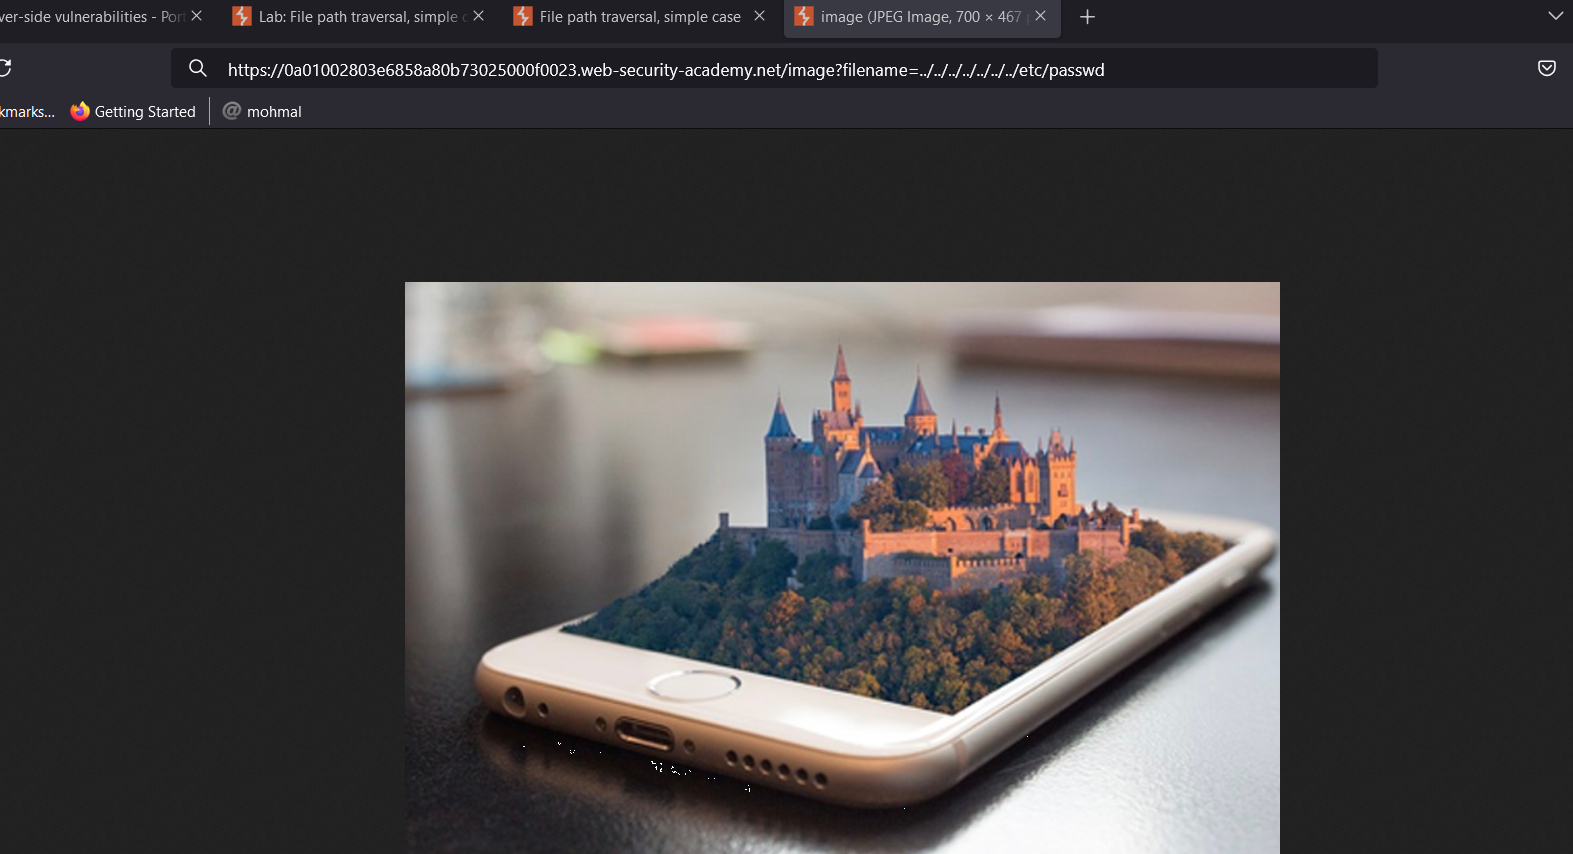 ver-side vulnerabilities - Port
Lab: File path traversal, simple c
File path traversal, simple case
image (JPEG Image, 700 × 467 p
https://0a01002803e6858a80b73025000f0023.web-security-academy.net/image?filename=../../../../../../../etc/passwd
kmarks...
Getting Started
mohmal